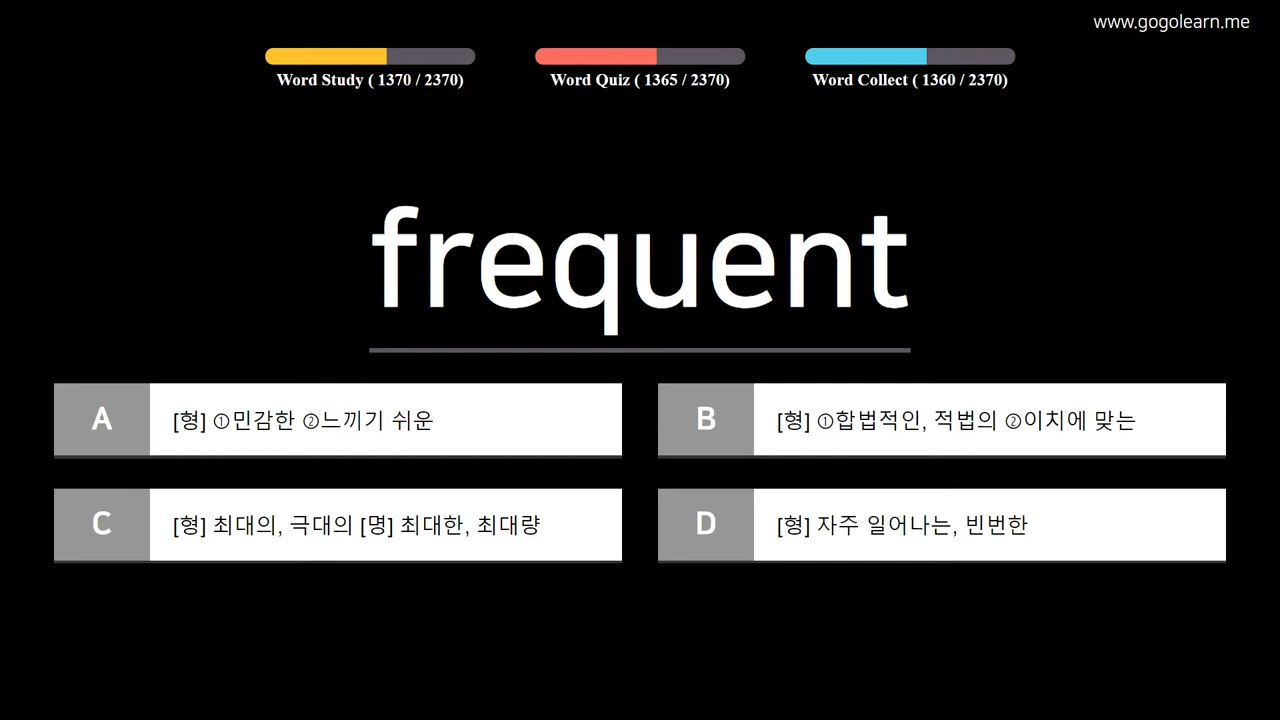 www.gogolearn.me
Word Study ( 1370 / 2370)
Word Quiz ( 1365 / 2370)
Word Collect ( 1360 / 2370)
frequent
A [형] ①민감한 ②느끼기 쉬운
B [형] ①합법적인, 적법의 ②이치에 맞는
C [형] 최대의, 극대의 [명] 최대한, 최대량
D [형] 자주 일어나는, 빈번한